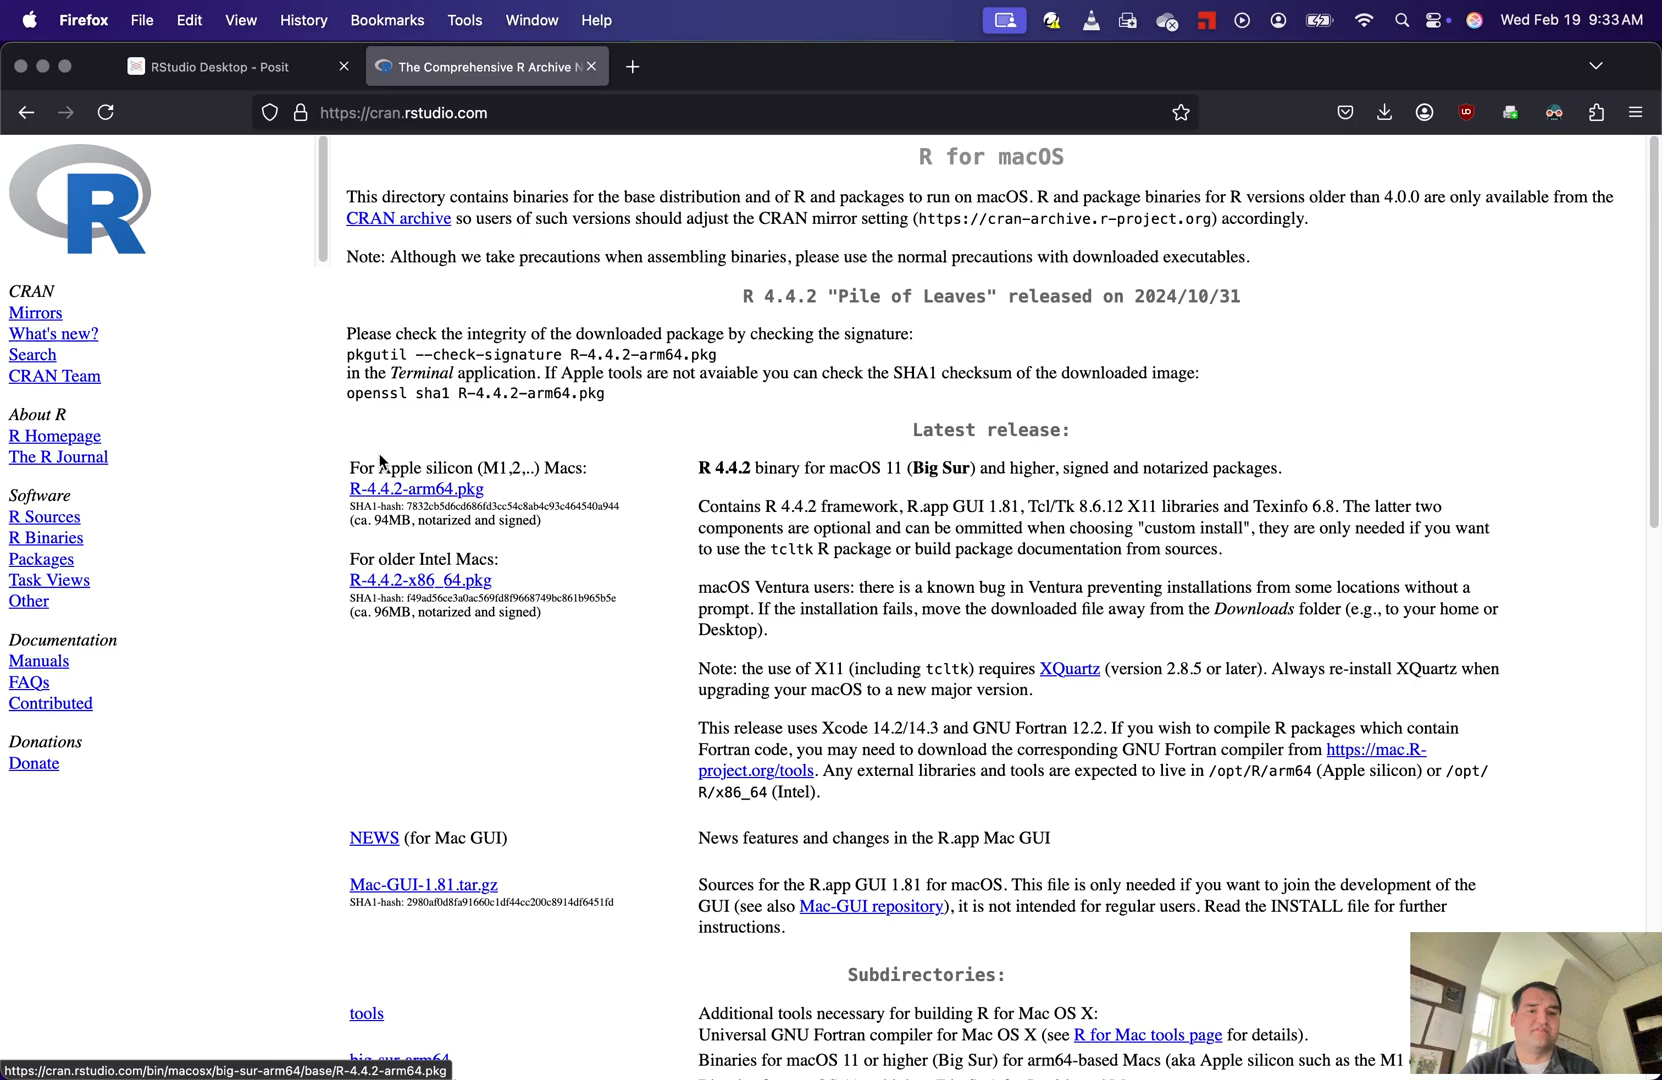 Firefox File Edit View History Bookmarks Tools Window Help Wed Feb 19 9:33 AM
RStudio Desktop - Posit The Comprehensive R Archive N
https://cran.rstudio.com
R
R for macOS
This directory contains binaries for the base distribution and of R and packages to run on macOS. R and package binaries for R versions older than 4.0.0 are only available from the
CRAN archive so users of such versions should adjust the CRAN mirror setting (https://cran-archive.r-project.org) accordingly.
Note: Although we take precautions when assembling binaries, please use the normal precautions with downloaded executables.
R 4.4.2 "Pile of Leaves" released on 2024/10/31
Please check the integrity of the downloaded package by checking the signature:
pkgutil --check-signature R-4.4.2-arm64.pkg
in the Terminal application. If Apple tools are not avaiable you can check the SHA1 checksum of the downloaded image:
openssl sha1 R-4.4.2-arm64.pkg
Latest release:
For Apple silicon (M1,2,..) Macs:
R-4.4.2-arm64.pkg
SHA1-hash: 7832cb5d6cd686fd3cc54c8ab4c93c464540a944
(ca. 94MB, notarized and signed)
For older Intel Macs:
R-4.4.2-x86_64.pkg
SHA1-hash: f49ad56ce3a0ac569fd8f9668749bc861b965b5e
(ca. 96MB, notarized and signed)
R 4.4.2 binary for macOS 11 (Big Sur) and higher, signed and notarized packages.
Contains R 4.4.2 framework, R.app GUI 1.81, Tcl/Tk 8.6.12 X11 libraries and Texinfo 6.8. The latter two
components are optional and can be ommitted when choosing "custom install", they are only needed if you want
to use the tcltk R package or build package documentation from sources.
macOS Ventura users: there is a known bug in Ventura preventing installations from some locations without a
prompt. If the installation fails, move the downloaded file away from the Downloads folder (e.g., to your home or
Desktop).
Note: the use of X11 (including tcltk) requires XQuartz (version 2.8.5 or later). Always re-install XQuartz when
upgrading your macOS to a new major version.
This release uses Xcode 14.2/14.3 and GNU Fortran 12.2. If you wish to compile R packages which contain
Fortran code, you may need to download the corresponding GNU Fortran compiler from https://mac.R-
project.org/tools. Any external libraries and tools are expected to live in /opt/R/arm64 (Apple silicon) or /opt/
R/x86_64 (Intel).
NEWS (for Mac GUI)
News features and changes in the R.app Mac GUI
Mac-GUI-1.81.tar.gz
SHA1-hash: 2980af0d8fa91660c1df44cc200c8914df6451fd
Sources for the R.app GUI 1.81 for macOS. This file is only needed if you want to join the development of the
GUI (see also Mac-GUI repository), it is not intended for regular users. Read the INSTALL file for further
instructions.
Subdirectories:
tools
Additional tools necessary for building R for Mac OS X:
Universal GNU Fortran compiler for Mac OS X (see R for Mac tools page for details).
big-sur-arm64
Binaries for macOS 11 or higher (Big Sur) for arm64-based Macs (aka Apple silicon such as the M1
CRAN
Mirrors
What's new?
Search
CRAN Team
About R
R Homepage
The R Journal
Software
R Sources
R Binaries
Packages
Task Views
Other
Documentation
Manuals
FAQs
Contributed
Donations
Donate
https://cran.rstudio.com/bin/macosx/big-sur-arm64/base/R-4.4.2-arm64.pkg